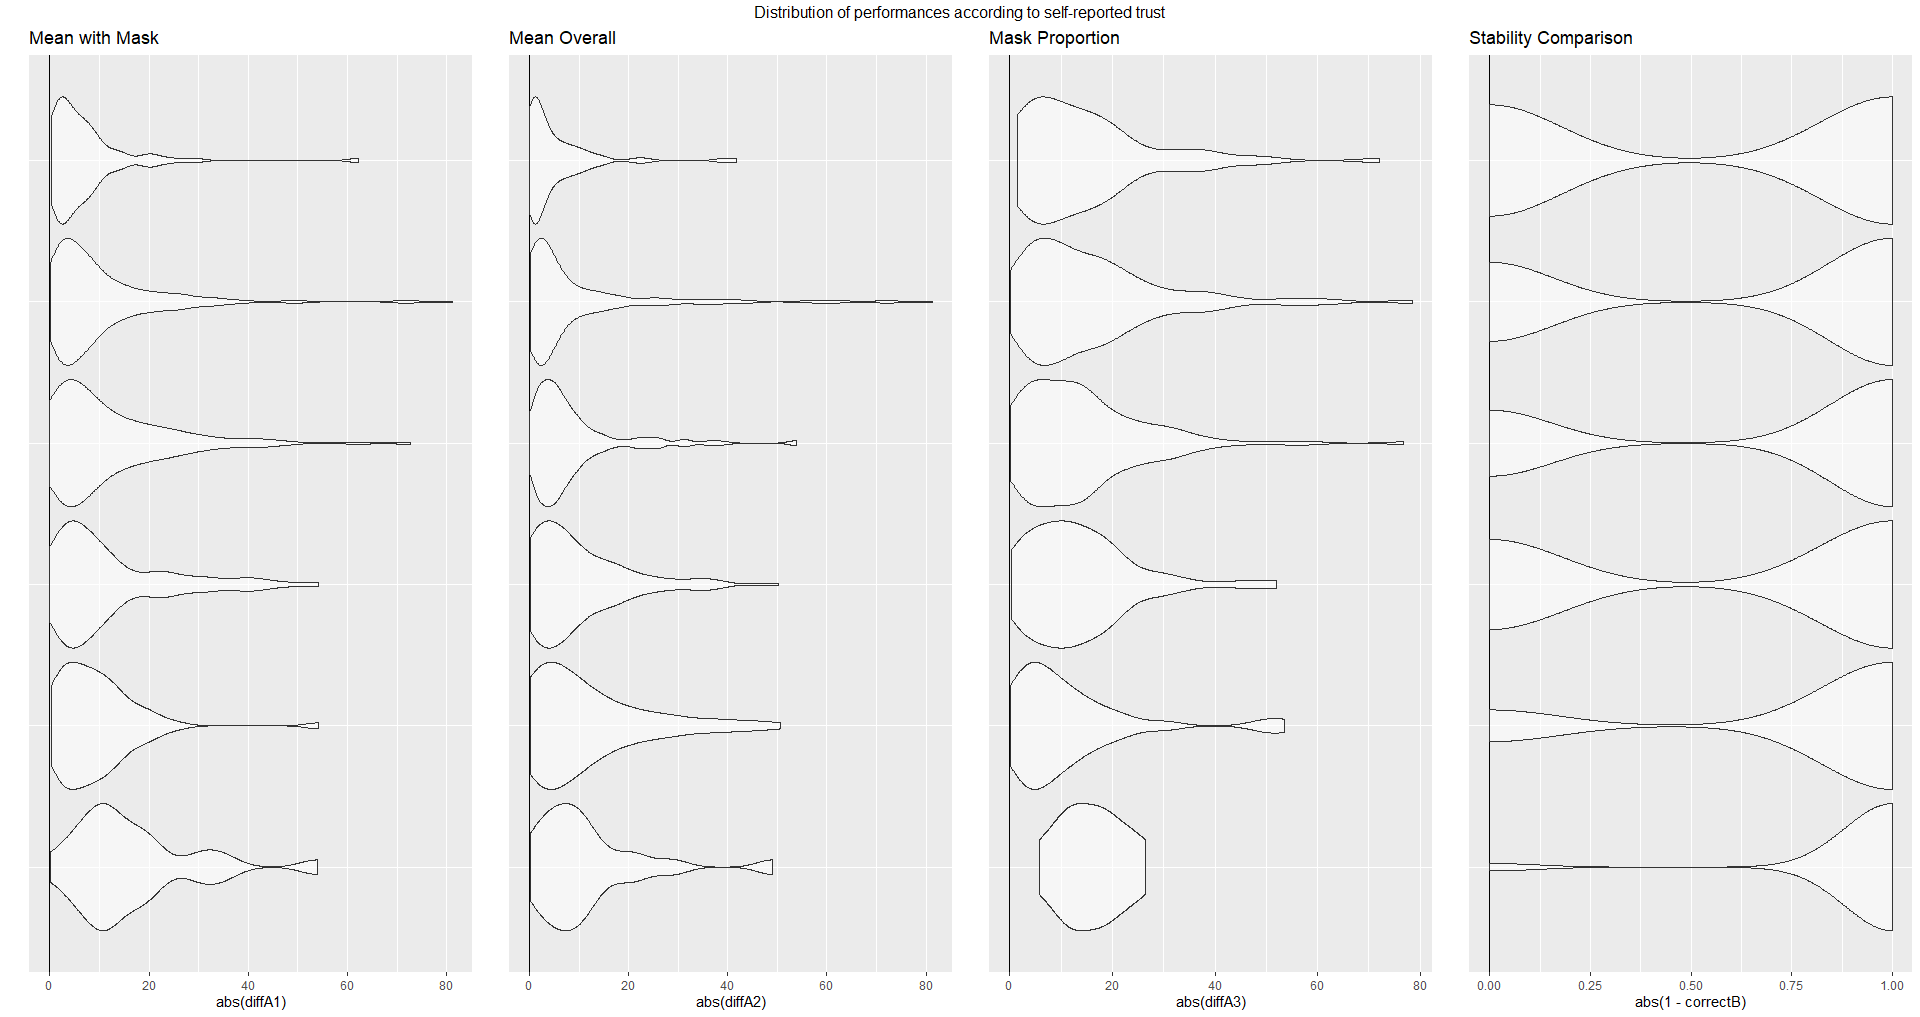 Distribution of performances according to self-reported trust
Mean with Mask
0 20 40 60 80
abs(diffA1)
Mean Overall
0 20 40 60 80
abs(diffA2)
Mask Proportion
0 20 40 60 80
abs(diffA3)
Stability Comparison
0.00 0.25 0.50 0.75 1.00
abs(1 - correctB)